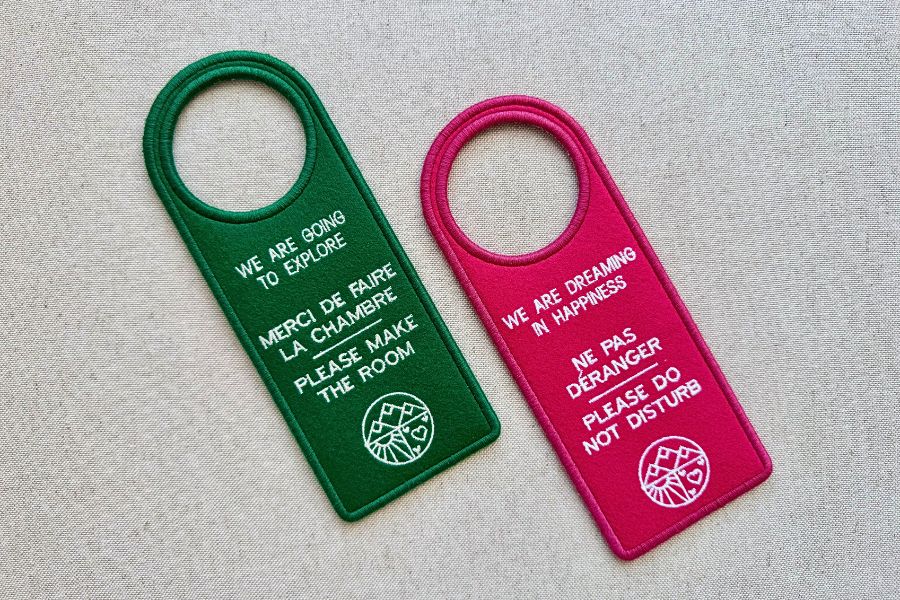 WE ARE GOING
TO EXPLORE
MERCI DE FAIRE
LA CHAMBRE
PLEASE MAKE
THE ROOM
WE ARE DREAMING
IN HAPPINESS
NE PAS
DÉRANGER
PLEASE DO
NOT DISTURB